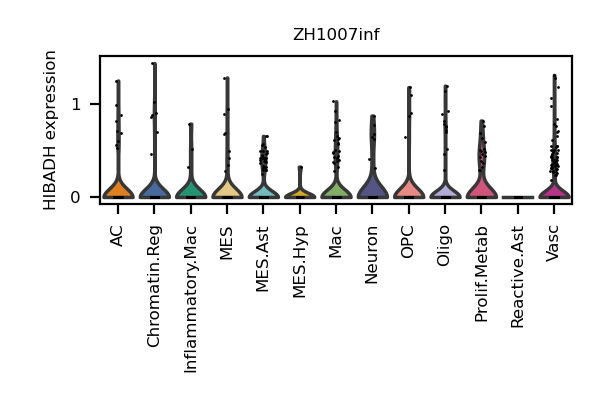 ZH1007inf
HIBADH expression
1
0
AC
Chromatin.Reg
Inflammatory.Mac
MES
MES.Ast
MES.Hyp
Mac
Neuron
OPC
Oligo
Prolif.Metab
Reactive.Ast
Vasc